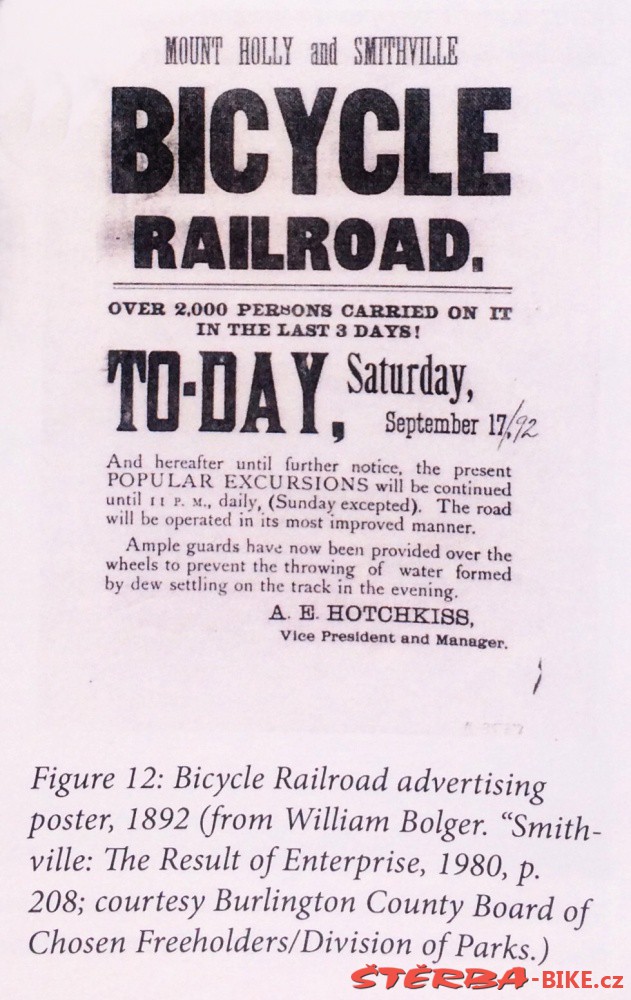 MOUNT HOLLY and SMITHVILLE
BICYCLE
RAILROAD.
OVER 2,000 PERSONS CARRIED ON IT
IN THE LAST 3 DAYS!
TO-DAY, Saturday,
September 17,/92
And hereafter until further notice, the present
POPULAR EXCURSIONS will be continued
until 11 P. M., daily, (Sunday excepted). The road
will be operated in its most improved manner.
Ample guards have now been provided over the
wheels to prevent the throwing of water formed
by dew settling on the track in the evening.
A. E. HOTCHKISS,
Vice President and Manager.
Figure 12: Bicycle Railroad advertising
poster, 1892 (from William Bolger. “Smith-
ville: The Result of Enterprise, 1980, p.
208; courtesy Burlington County Board of
Chosen Freeholders/Division of Parks.)
ŠTĚRBA-BIKE.cz